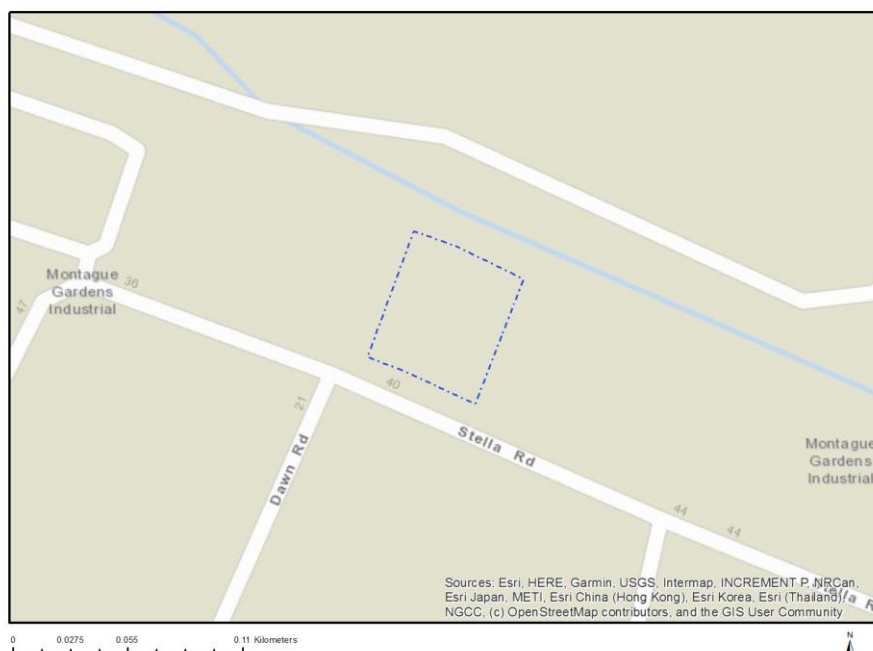 Montague
Gardens
Industrial
36
47
40
21
Dawn Rd
Stella Rd
Montague
Gardens
Industrial
44
44
Stella R
Sources: Esri, HERE, Garmin, USGS, Intermap, INCREMENT P, NRCan,
Esri Japan, METI, Esri China (Hong Kong), Esri Korea, Esri (Thailand),
NGCC, (c) OpenStreetMap contributors, and the GIS User Community
0 0.0275 0.055 0.11 Kilometers
N